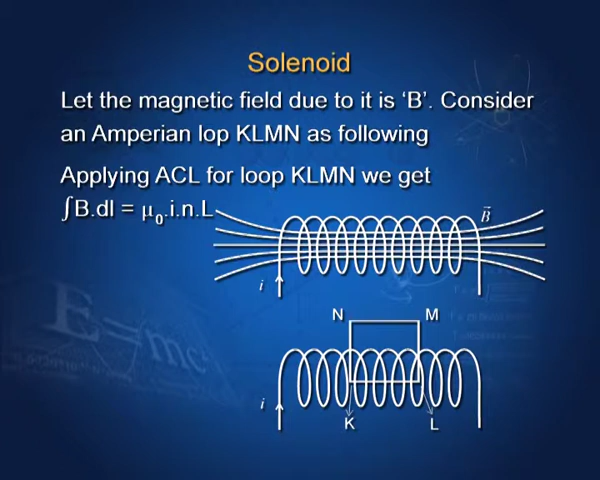 Solenoid
Let the magnetic field due to it is ‘B’. Consider
an Amperian lop KLMN as following
Applying ACL for loop KLMN we get
∫B.dl = μ₀.i.n.L
B⃗
i
N M
i
K L
E=mc²